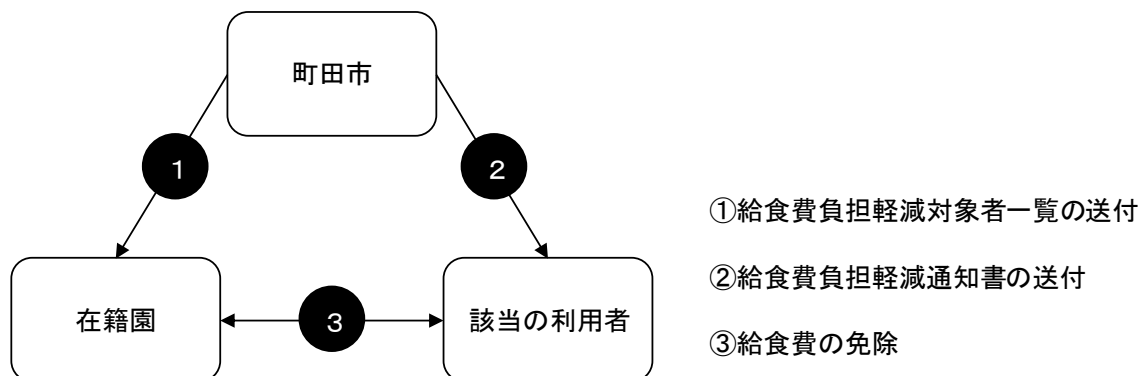 町田市
1
2
①給食費負担軽減対象者一覧の送付
②給食費負担軽減通知書の送付
在籍園
3
該当の利用者
③給食費の免除